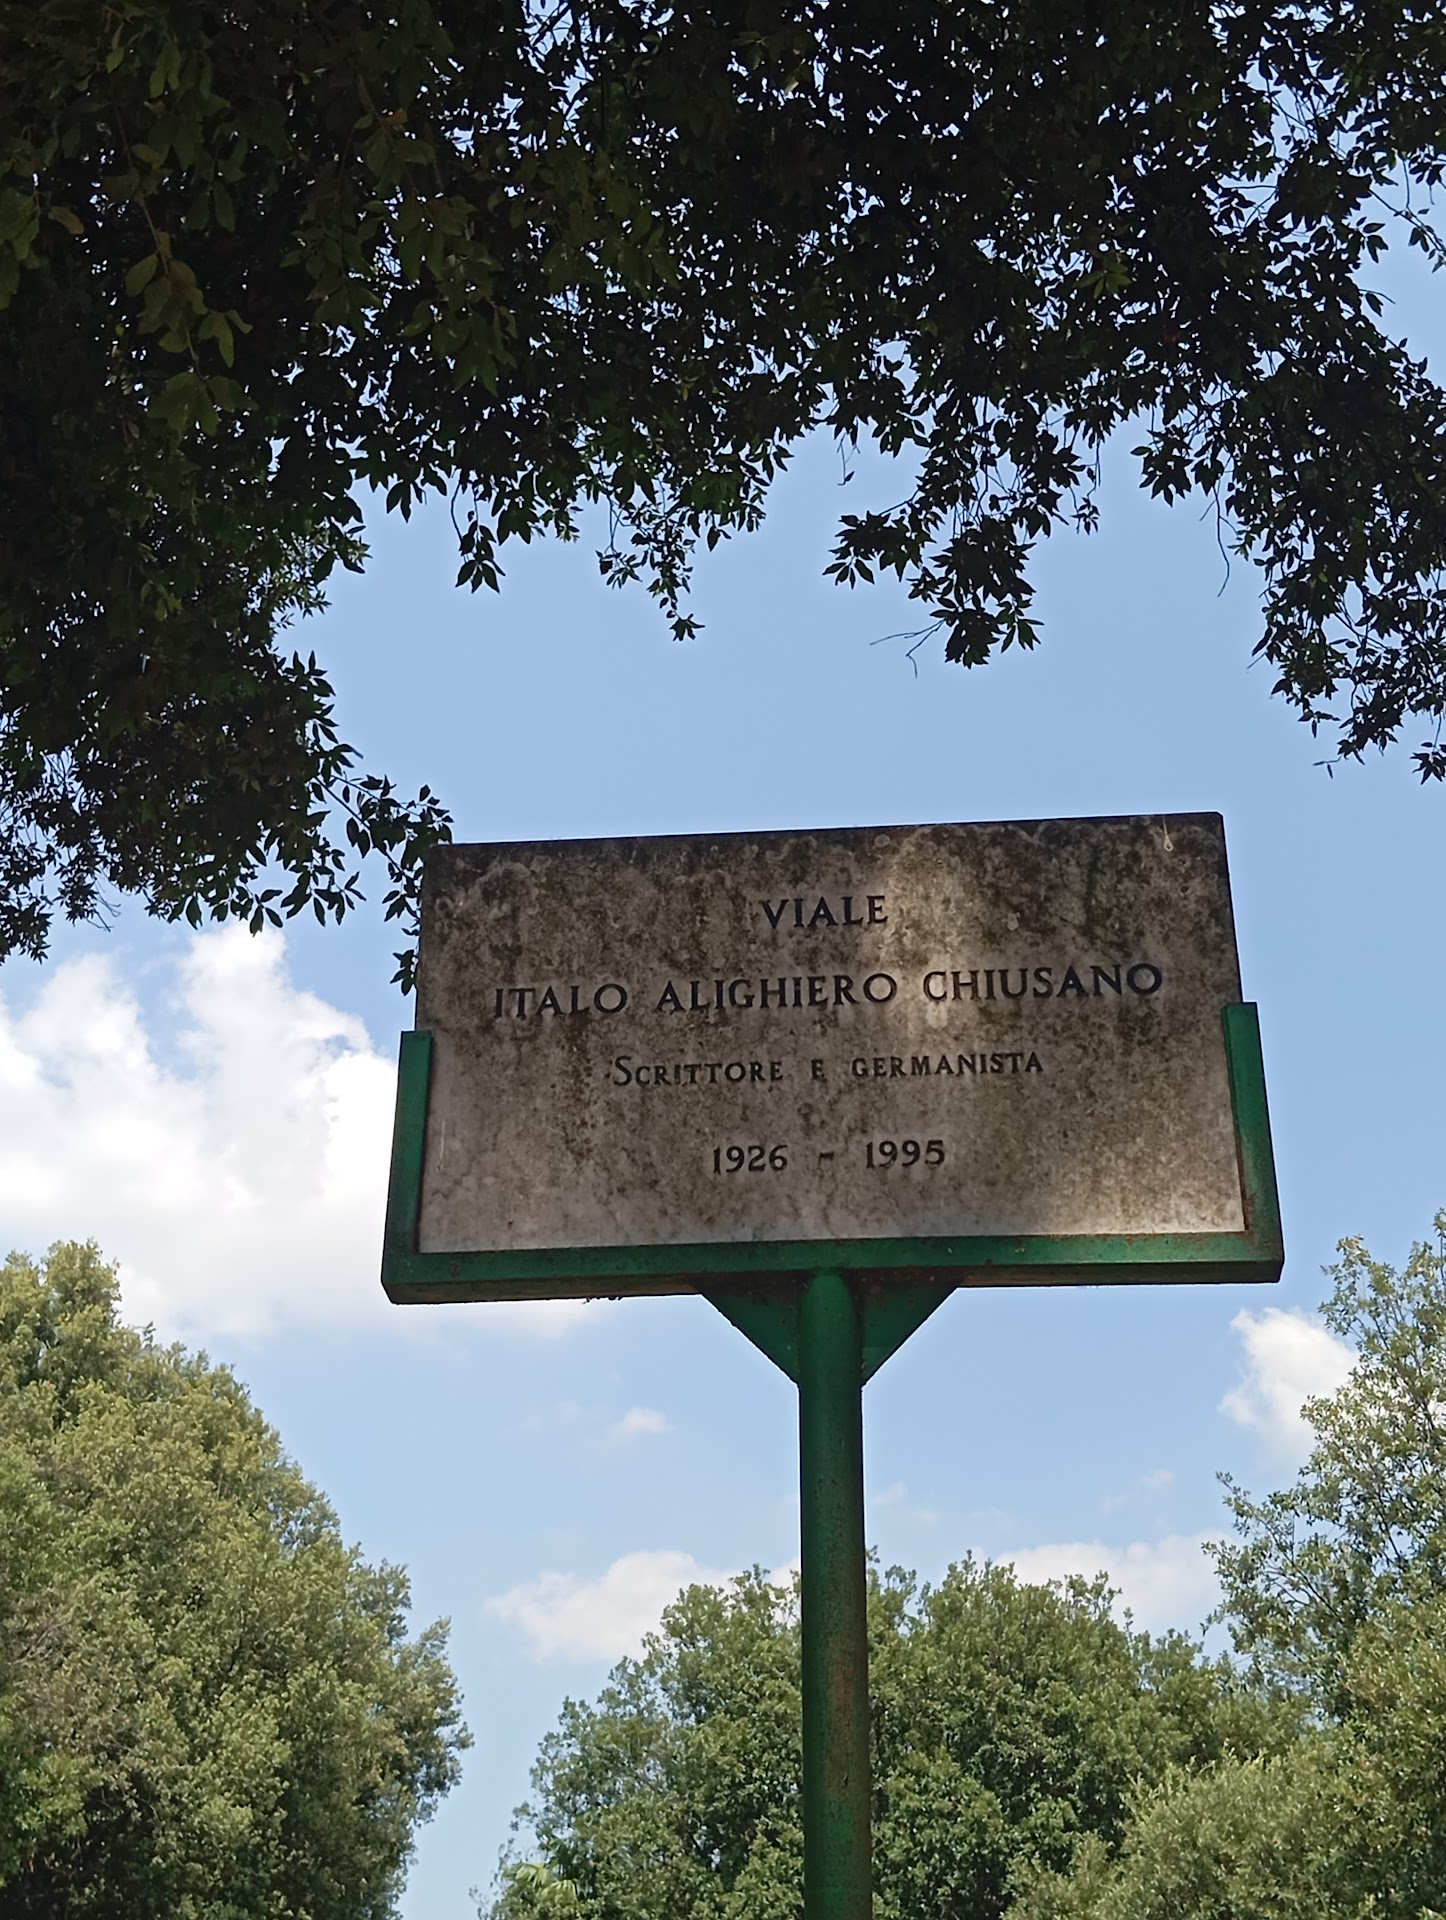 VIALE
ITALO ALIGHIERO CHIUSANO
SCRITTORE E GERMANISTA
1926 - 1995